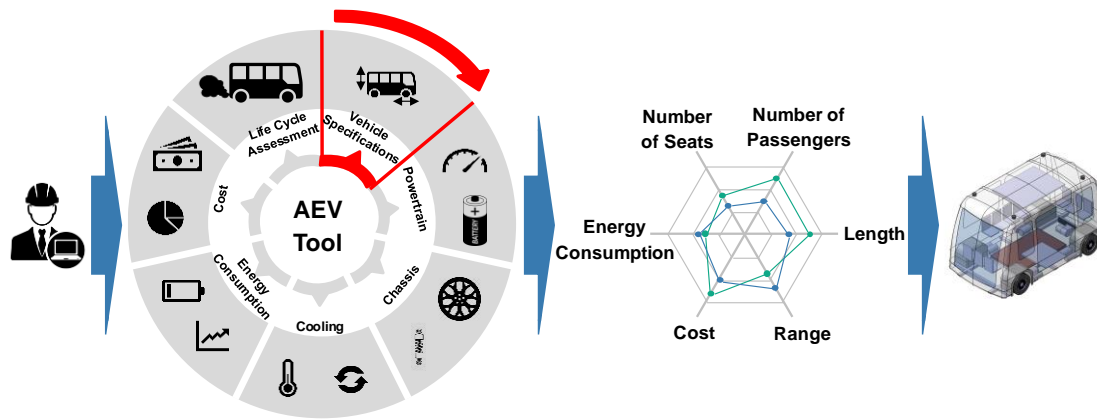 Life Cycle
Assessment
Vehicle
Specifications
Powertrain
Chassis
Cooling
Energy
Consumption
Cost
AEV
Tool
BATTERY
Number
of Seats
Number of
Passengers
Energy
Consumption
Length
Cost
Range